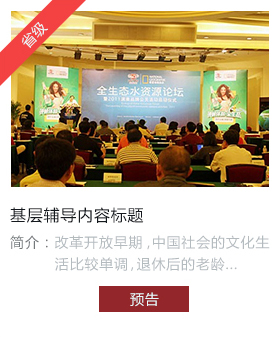 省级
全生态水资源论坛
基层辅导内容标题
简介：改革开放早期，中国社会的文化生
活比较单调，退休后的老龄...
预告